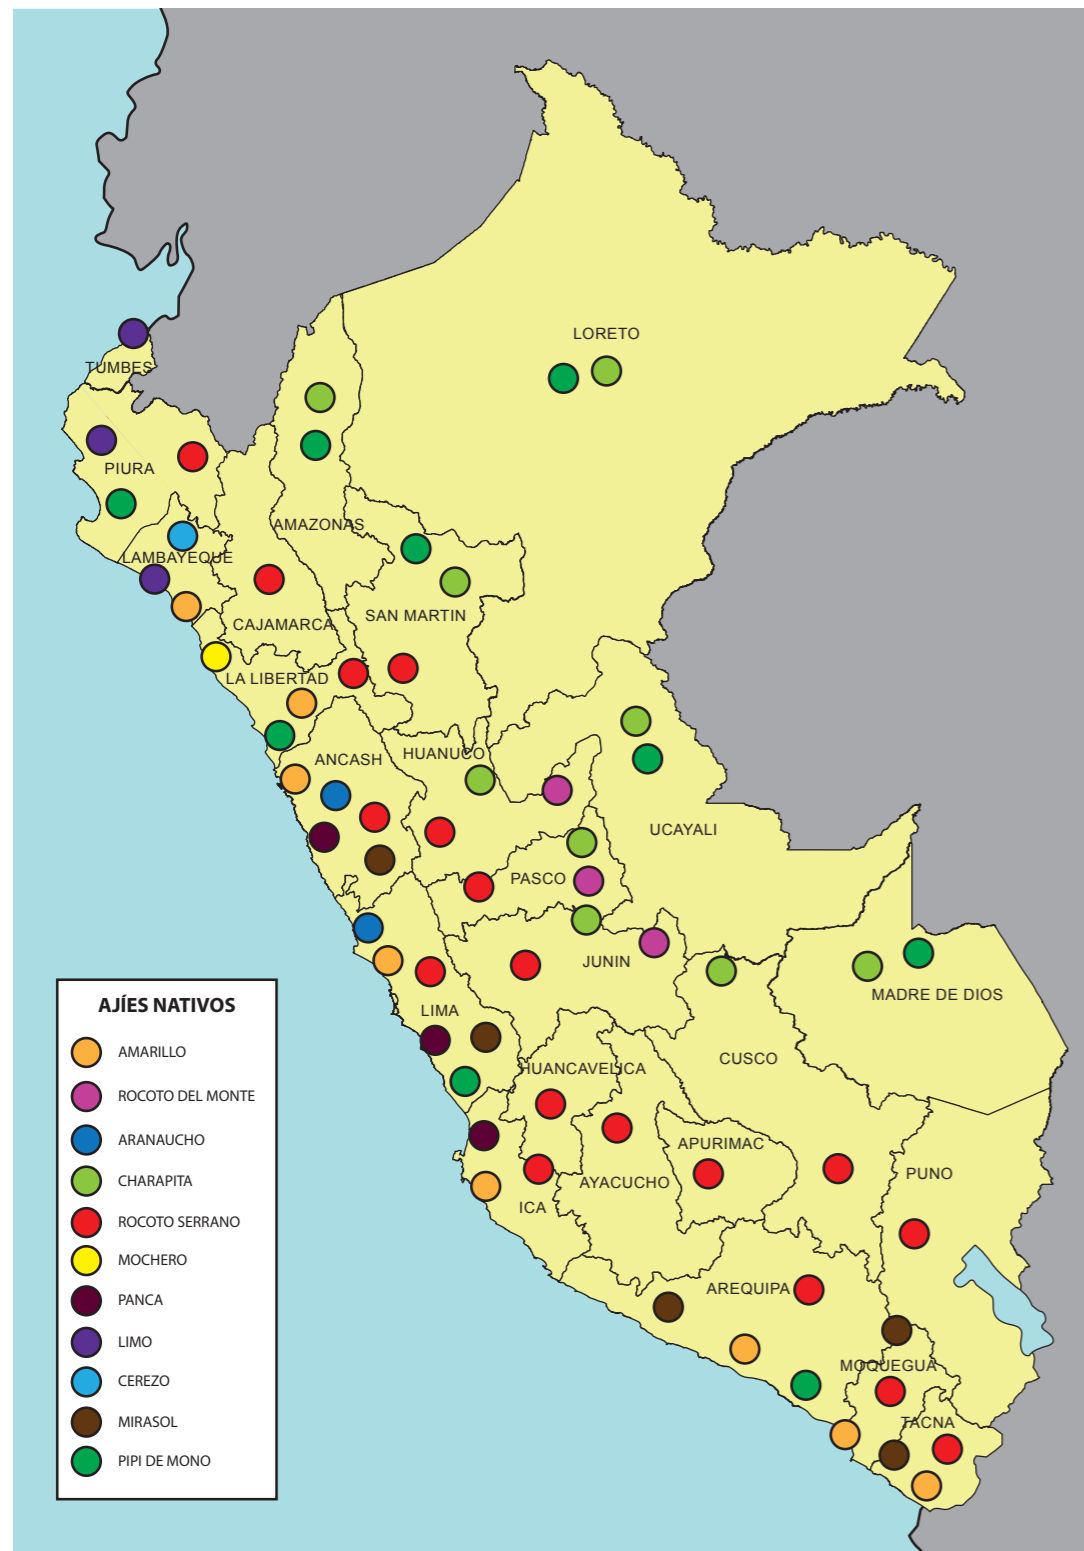 LORETO
TUMBES
PIURA
AMAZONAS
LAMBAYEQUE
SAN MARTIN
CAJAMARCA
LA LIBERTAD
HUANUCO
ANCASH
UCAYALI
PASCO
JUNIN
MADRE DE DIOS
LIMA
CUSCO
HUANCAVELICA
APURIMAC
PUNO
AYACUCHO
ICA
AREQUIPA
MOQUEGUA
TACNA
AJÍES NATIVOS
AMARILLO
ROCOTO DEL MONTE
ARANAUCHO
CHARAPITA
ROCOTO SERRANO
MOCHERO
PANCA
LIMO
CEREZO
MIRASOL
PIPI DE MONO